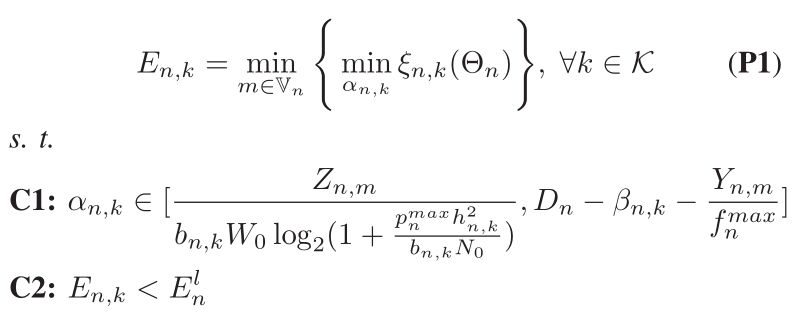 $E_{n,k} = \min_{m \in \mathbb{V}_n} \left\{ \min_{\alpha_{n,k}} \xi_{n,k}(\Theta_n) \right\}, \ \forall k \in \mathcal{K}$ (P1)
s. t.
C1: $\alpha_{n,k} \in [\frac{Z_{n,m}}{b_{n,k} W_0 \log_2(1 + \frac{p_n^{max} h_{n,k}^2}{b_{n,k} N_0})}, D_n - \beta_{n,k} - \frac{Y_{n,m}}{f_n^{max}}]$
C2: $E_{n,k} < E_n^l$